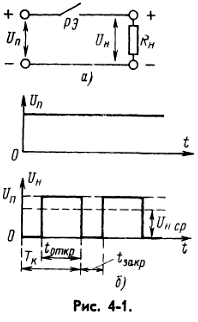 + РЭ +
Uп Uн Rн
− −
а)
Uп
0 t
Uн
Uп
tоткр tзакр Uн ср
0 Tк t
б)
Рис. 4-1.